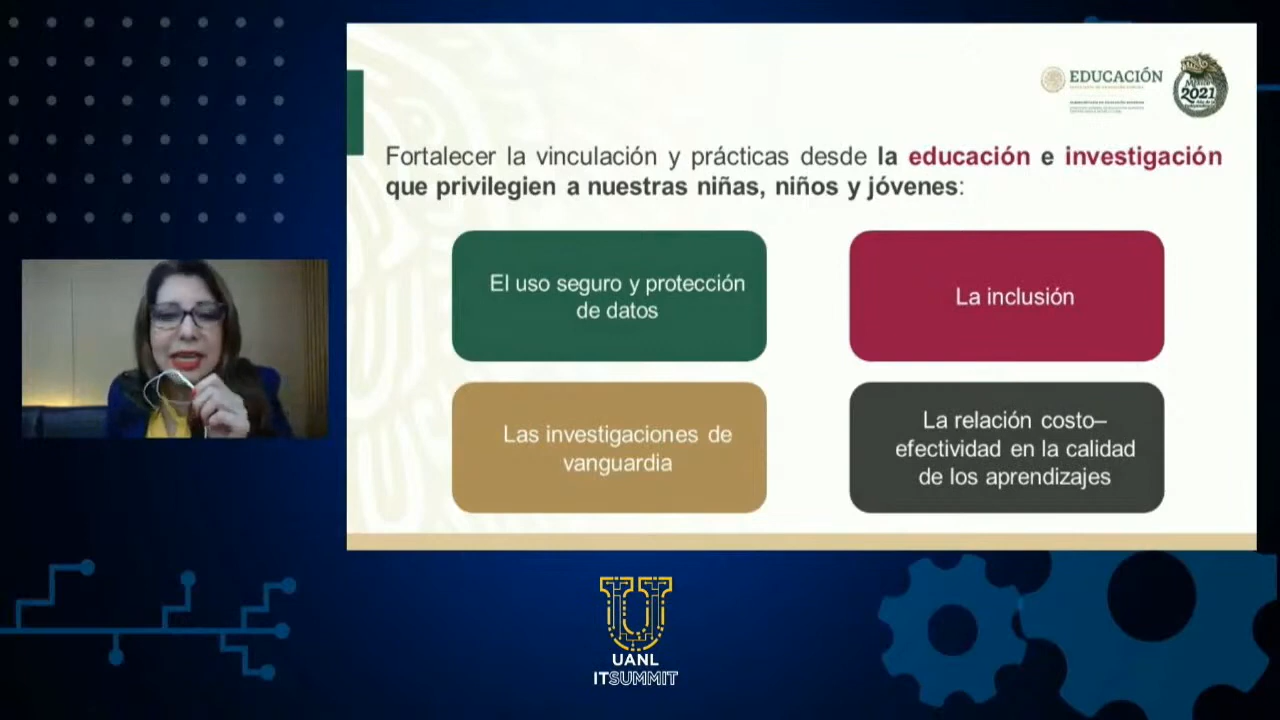 EDUCACIÓN
México
2021
Fortalecer la vinculación y prácticas desde la educación e investigación
que privilegien a nuestras niñas, niños y jóvenes:
El uso seguro y protección
de datos
La inclusión
Las investigaciones de
vanguardia
La relación costo–
efectividad en la calidad
de los aprendizajes
UANL
ITSUMMIT